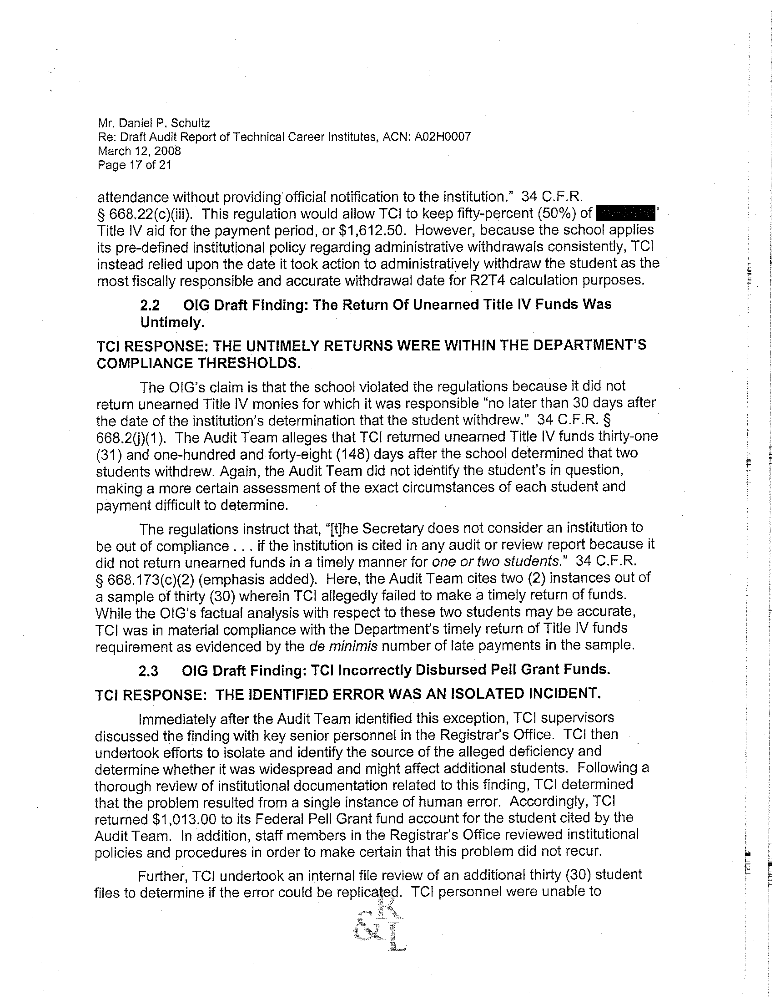 Mr. Daniel P. Schultz
Re: Draft Audit Report of Technical Career Institutes, ACN: A02H0007
March 12, 2008
Page 17 of 21
attendance without providing official notification to the institution.” 34 C.F.R.
§ 668.22(c)(iii). This regulation would allow TCI to keep fifty-percent (50%) of ’
Title IV aid for the payment period, or $1,612.50. However, because the school applies
its pre-defined institutional policy regarding administrative withdrawals consistently, TCI
instead relied upon the date it took action to administratively withdraw the student as the
most fiscally responsible and accurate withdrawal date for R2T4 calculation purposes.
2.2 OIG Draft Finding: The Return Of Unearned Title IV Funds Was
Untimely.
TCI RESPONSE: THE UNTIMELY RETURNS WERE WITHIN THE DEPARTMENT’S
COMPLIANCE THRESHOLDS.
The OIG’s claim is that the school violated the regulations because it did not
return unearned Title IV monies for which it was responsible “no later than 30 days after
the date of the institution’s determination that the student withdrew.” 34 C.F.R. §
668.2(j)(1). The Audit Team alleges that TCI returned unearned Title IV funds thirty-one
(31) and one-hundred and forty-eight (148) days after the school determined that two
students withdrew. Again, the Audit Team did not identify the student’s in question,
making a more certain assessment of the exact circumstances of each student and
payment difficult to determine.
The regulations instruct that, “[t]he Secretary does not consider an institution to
be out of compliance . . . if the institution is cited in any audit or review report because it
did not return unearned funds in a timely manner for one or two students.” 34 C.F.R.
§ 668.173(c)(2) (emphasis added). Here, the Audit Team cites two (2) instances out of
a sample of thirty (30) wherein TCI allegedly failed to make a timely return of funds.
While the OIG’s factual analysis with respect to these two students may be accurate,
TCI was in material compliance with the Department’s timely return of Title IV funds
requirement as evidenced by the de minimis number of late payments in the sample.
2.3 OIG Draft Finding: TCI Incorrectly Disbursed Pell Grant Funds.
TCI RESPONSE: THE IDENTIFIED ERROR WAS AN ISOLATED INCIDENT.
Immediately after the Audit Team identified this exception, TCI supervisors
discussed the finding with key senior personnel in the Registrar’s Office. TCI then
undertook efforts to isolate and identify the source of the alleged deficiency and
determine whether it was widespread and might affect additional students. Following a
thorough review of institutional documentation related to this finding, TCI determined
that the problem resulted from a single instance of human error. Accordingly, TCI
returned $1,013.00 to its Federal Pell Grant fund account for the student cited by the
Audit Team. In addition, staff members in the Registrar’s Office reviewed institutional
policies and procedures in order to make certain that this problem did not recur.
Further, TCI undertook an internal file review of an additional thirty (30) student
files to determine if the error could be replicated. TCI personnel were unable to
K
& L